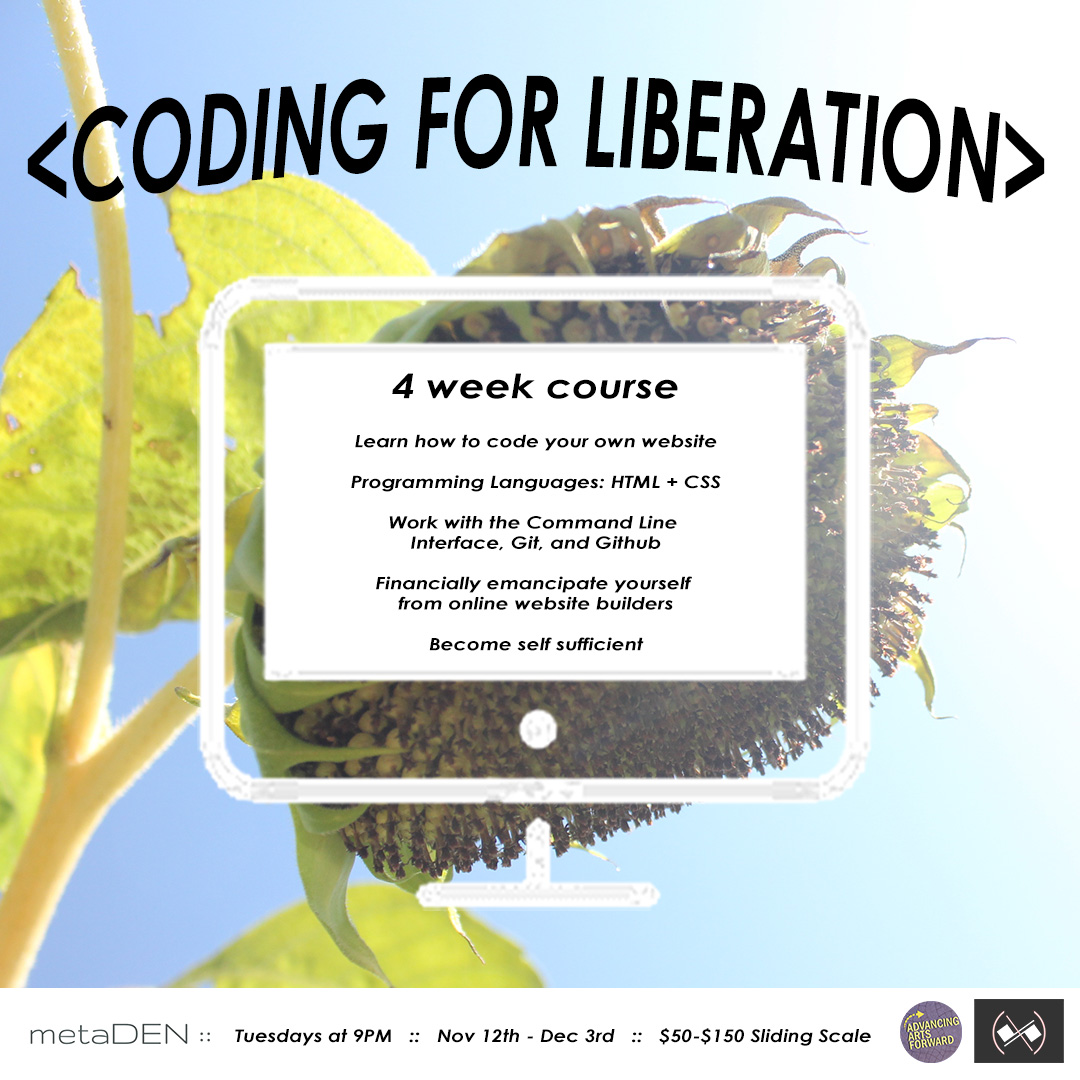 <CODING FOR LIBERATION>
4 week course
Learn how to code your own website
Programming Languages: HTML + CSS
Work with the Command Line
Interface, Git, and Github
Financially emancipate yourself
from online website builders
Become self sufficient
metaDEN :: Tuesdays at 9PM :: Nov 12th - Dec 3rd :: $50-$150 Sliding Scale
ADVANCING
ARTS
FORWARD